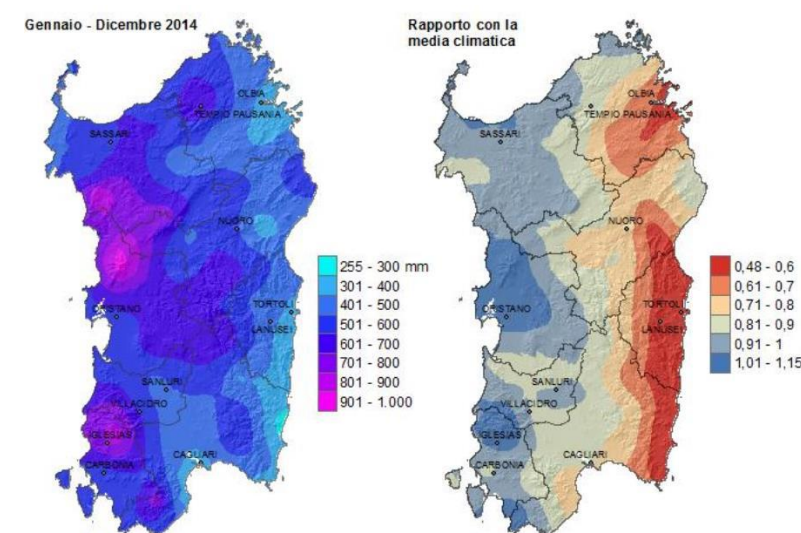 Gennaio - Dicembre 2014
OLBIA
TEMPIO PAUSANIA
SASSARI
NUORO
ORISTANO
TORTOLI
LANUSEI
SANLURI
VILLACIDRO
IGLESIAS
CARBONIA
CAGLIARI
255 - 300 mm
301 - 400
401 - 500
501 - 600
601 - 700
701 - 800
801 - 900
901 - 1.000
Rapporto con la
media climatica
OLBIA
TEMPIO PAUSANIA
SASSARI
NUORO
ORISTANO
TORTOLI
LANUSEI
SANLURI
VILLACIDRO
IGLESIAS
CARBONIA
CAGLIARI
0,48 - 0,6
0,61 - 0,7
0,71 - 0,8
0,81 - 0,9
0,91 - 1
1,01 - 1,15